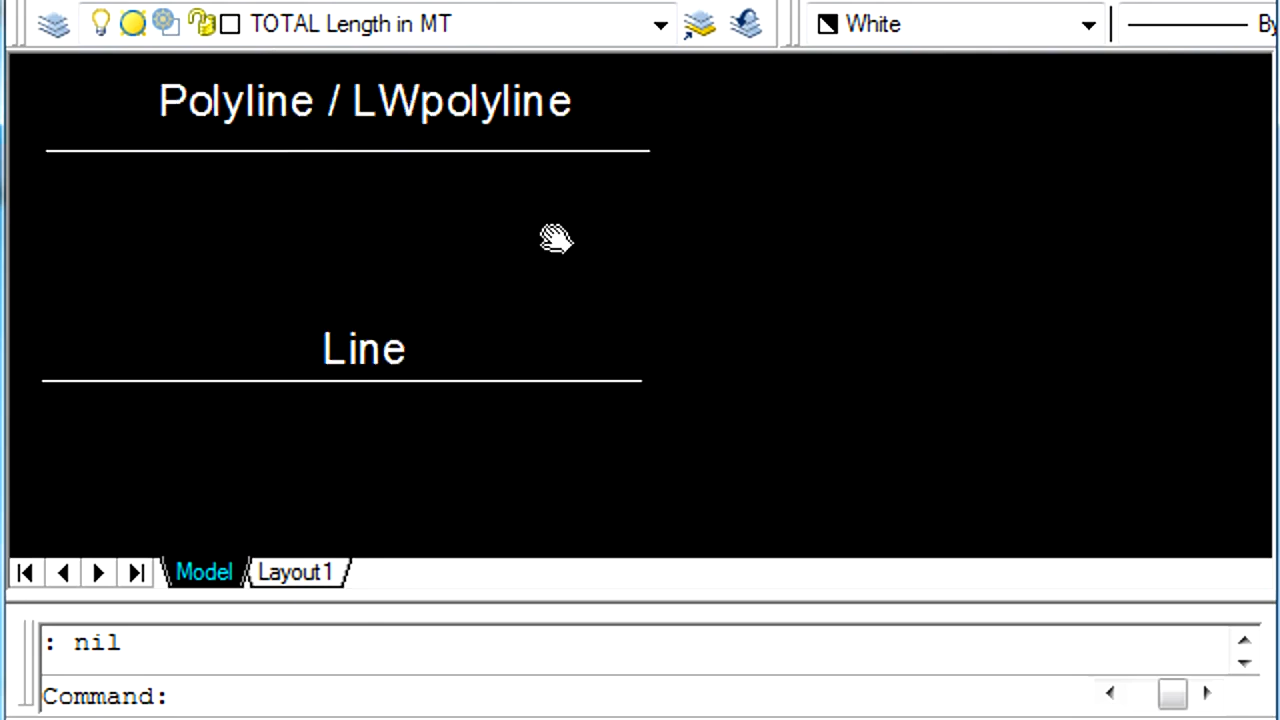 TOTAL Length in MT White By
Polyline / LWpolyline
Line
Model Layout1
: nil
Command: